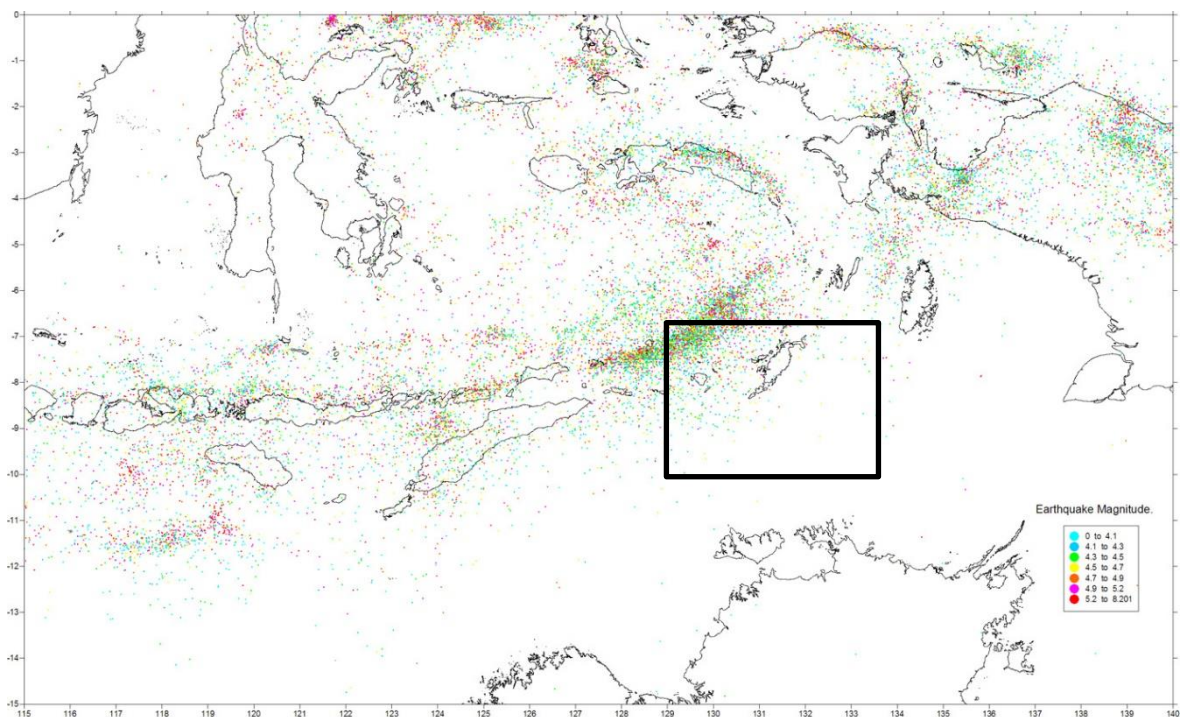 0
-1
-2
-3
-4
-5
-6
-7
-8
-9
-10
-11
-12
-13
-14
-15
Earthquake Magnitude.
0 to 4.1
4.1 to 4.3
4.3 to 4.5
4.5 to 4.7
4.7 to 4.9
4.9 to 5.2
5.2 to 8.201
115 116 117 118 119 120 121 122 123 124 125 126 127 128 129 130 131 132 133 134 135 136 137 138 139 140